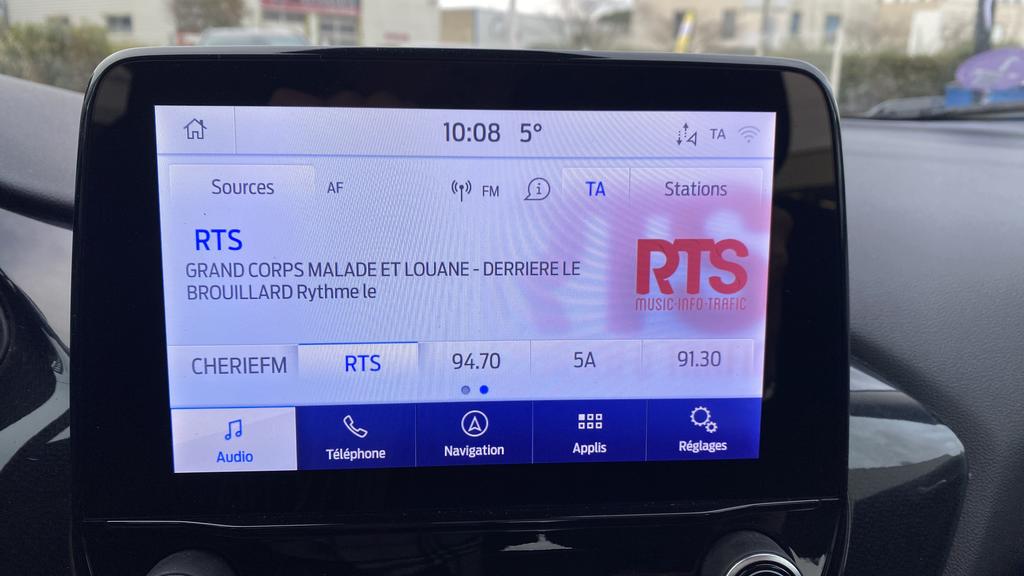 10:08 5° TA
Sources AF FM TA Stations
RTS
GRAND CORPS MALADE ET LOUANE - DERRIERE LE
BROUILLARD Rythme le
RTS
MUSIC·INFO·TRAFIC
CHERIEFM RTS 94.70 5A 91.30
Audio Téléphone Navigation Applis Réglages